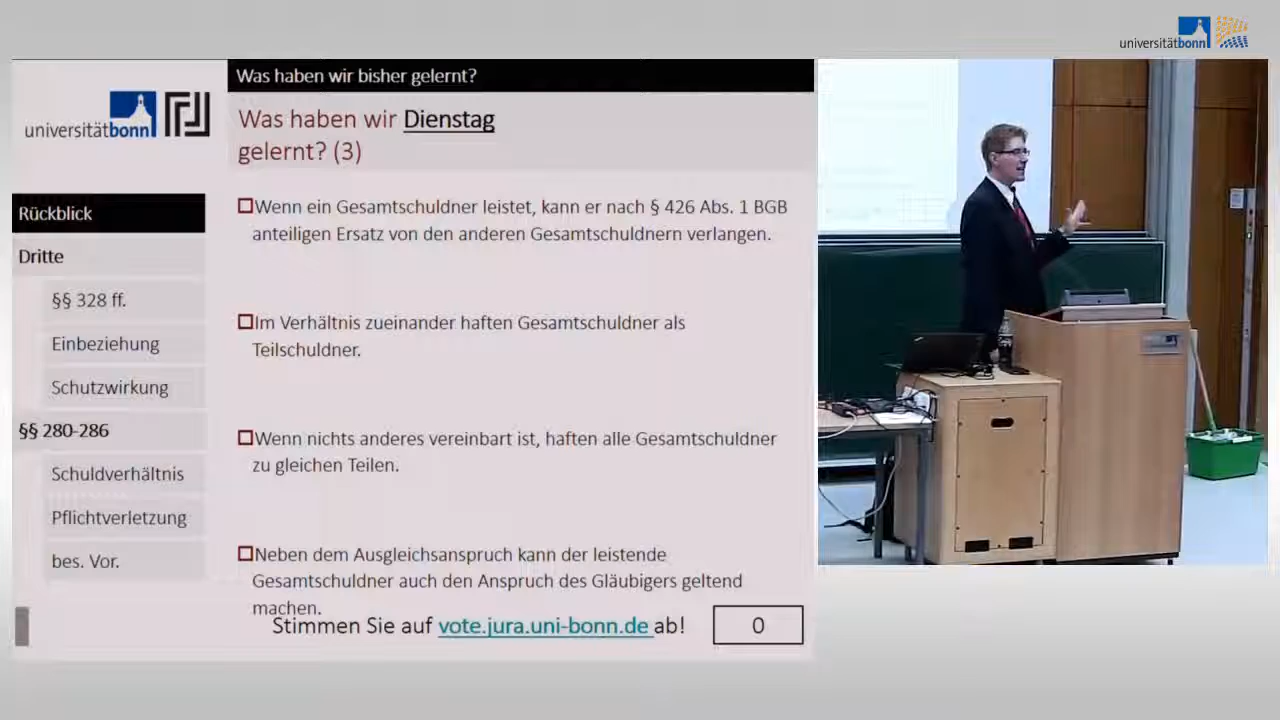 universitätbonn
Was haben wir bisher gelernt?
universitätbonn
Was haben wir Dienstag
gelernt? (3)
Rückblick
Dritte
§§ 328 ff.
Einbeziehung
Schutzwirkung
§§ 280-286
Schuldverhältnis
Pflichtverletzung
bes. Vor.
Wenn ein Gesamtschuldner leistet, kann er nach § 426 Abs. 1 BGB
anteiligen Ersatz von den anderen Gesamtschuldnern verlangen.
Im Verhältnis zueinander haften Gesamtschuldner als
Teilschuldner.
Wenn nichts anderes vereinbart ist, haften alle Gesamtschuldner
zu gleichen Teilen.
Neben dem Ausgleichsanspruch kann der leistende
Gesamtschuldner auch den Anspruch des Gläubigers geltend
machen.
Stimmen Sie auf vote.jura.uni-bonn.de ab!
0